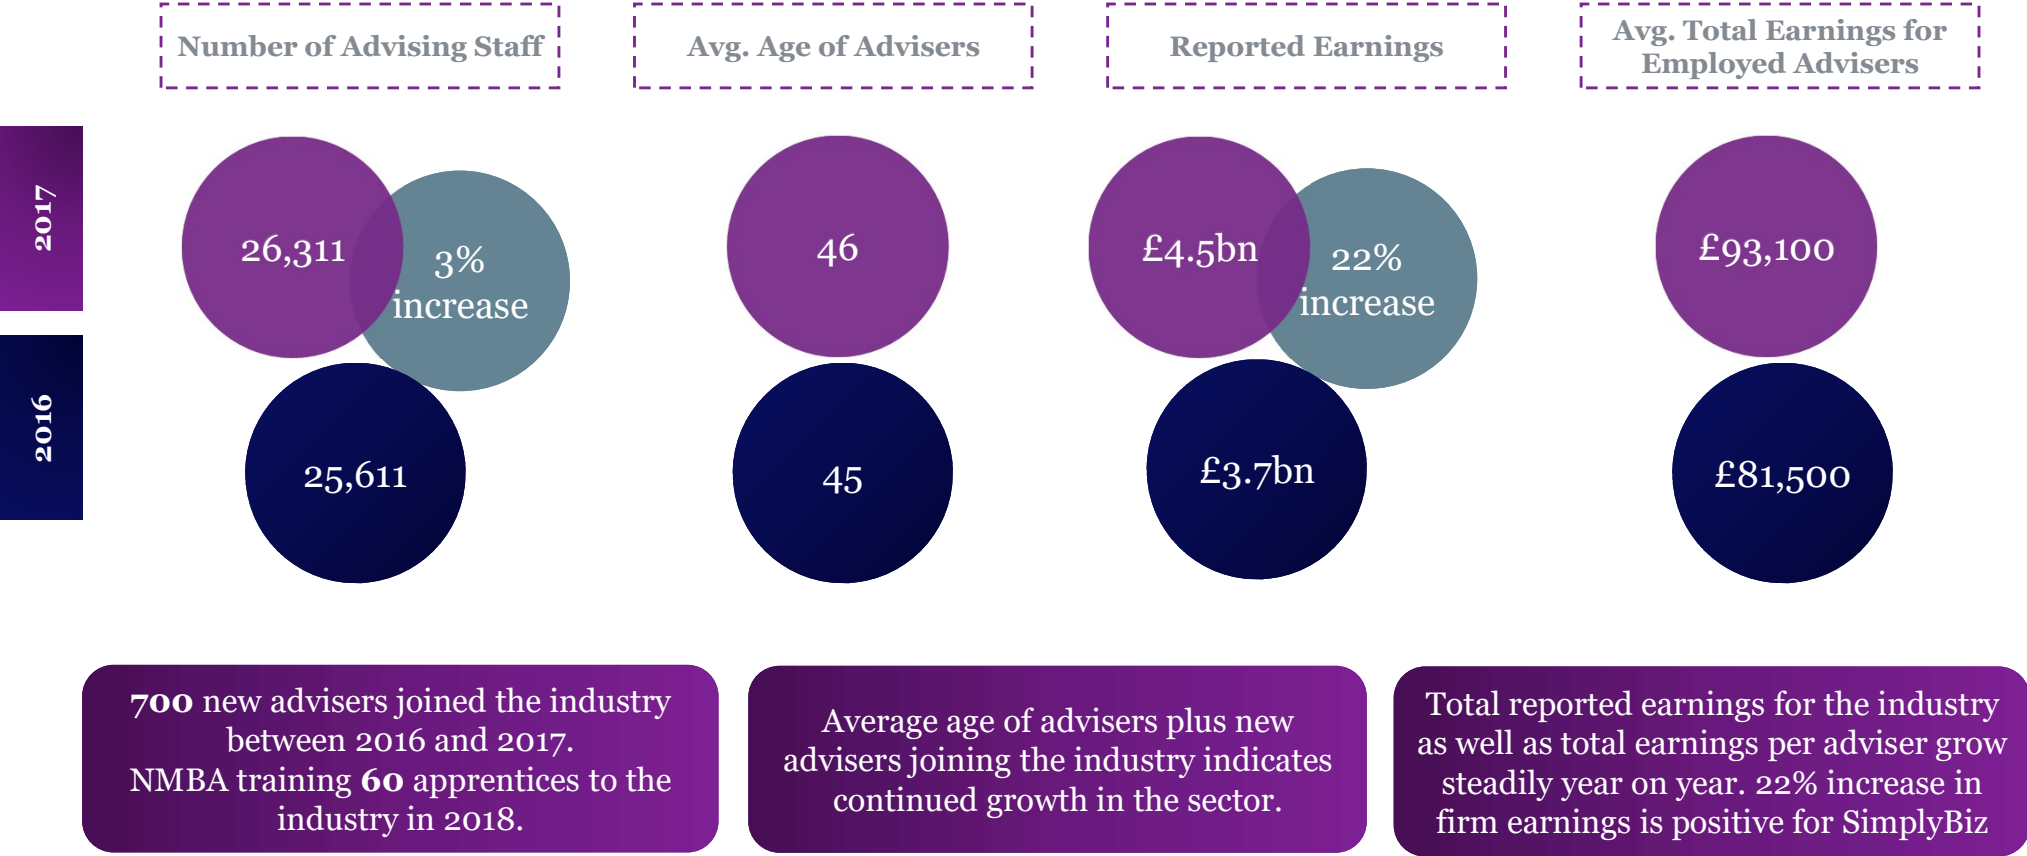 Number of Advising Staff
Avg. Age of Advisers
Reported Earnings
Avg. Total Earnings for
Employed Advisers
2017
26,311
3%
increase
46
£4.5bn
22%
increase
£93,100
2016
25,611
45
£3.7bn
£81,500
700 new advisers joined the industry
between 2016 and 2017.
NMBA training 60 apprentices to the
industry in 2018.
Average age of advisers plus new
advisers joining the industry indicates
continued growth in the sector.
Total reported earnings for the industry
as well as total earnings per adviser grow
steadily year on year. 22% increase in
firm earnings is positive for SimplyBiz